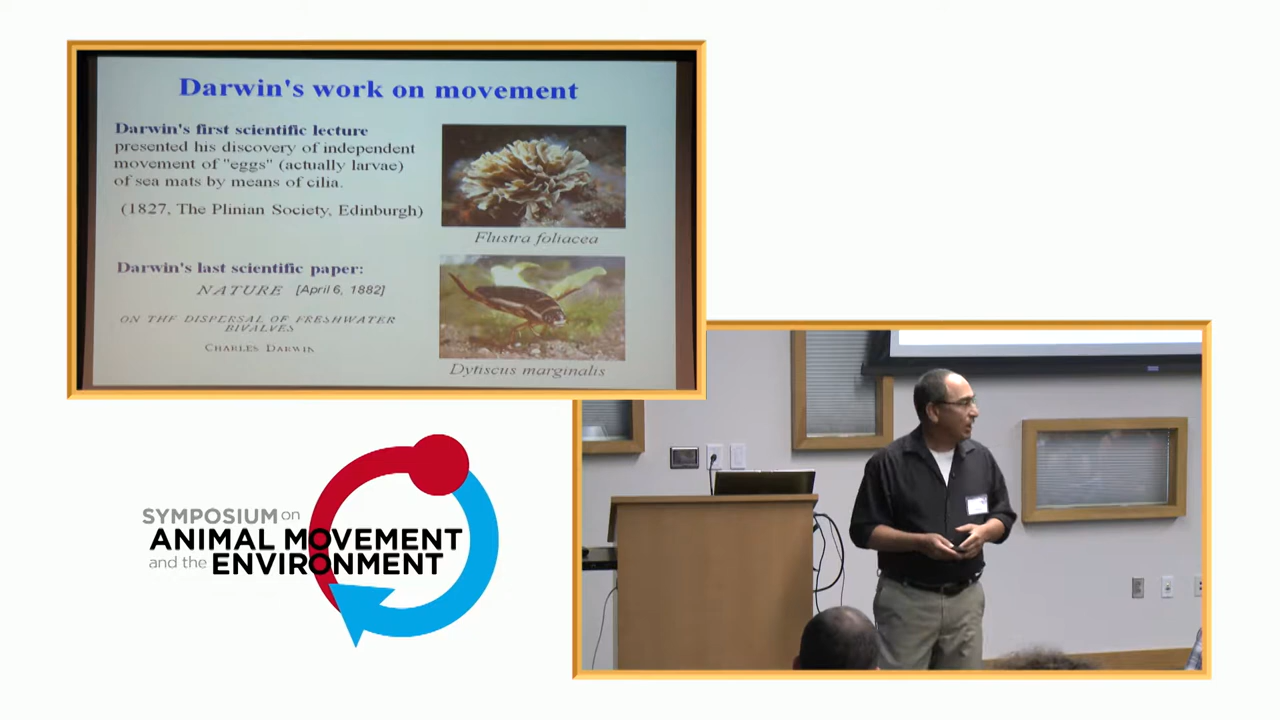 Darwin's work on movement
Darwin's first scientific lecture
presented his discovery of independent
movement of "eggs" (actually larvae)
of sea mats by means of cilia.
(1827, The Plinian Society, Edinburgh)
Flustra foliacea
Darwin's last scientific paper:
NATURE [April 6, 1882]
ON THE DISPERSAL OF FRESHWATER
BIVALVES
CHARLES DARWIN
Dytiscus marginalis
SYMPOSIUM on
ANIMAL MOVEMENT
and the ENVIRONMENT